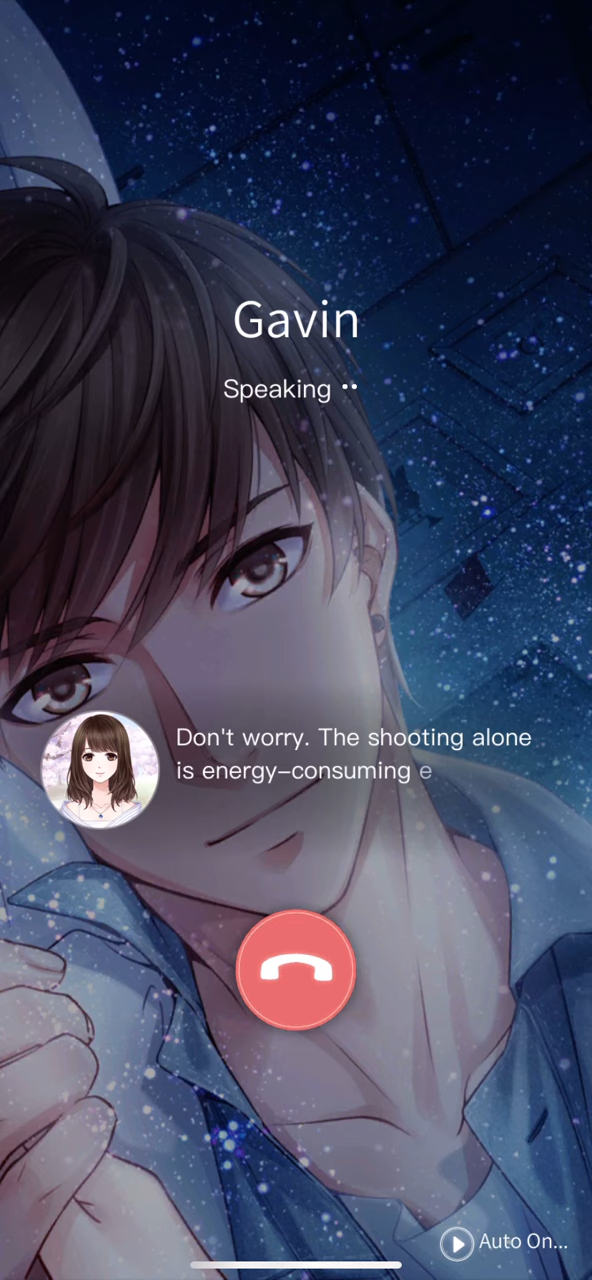 Gavin
Speaking ··
Don't worry. The shooting alone
is energy-consuming e
Auto On...